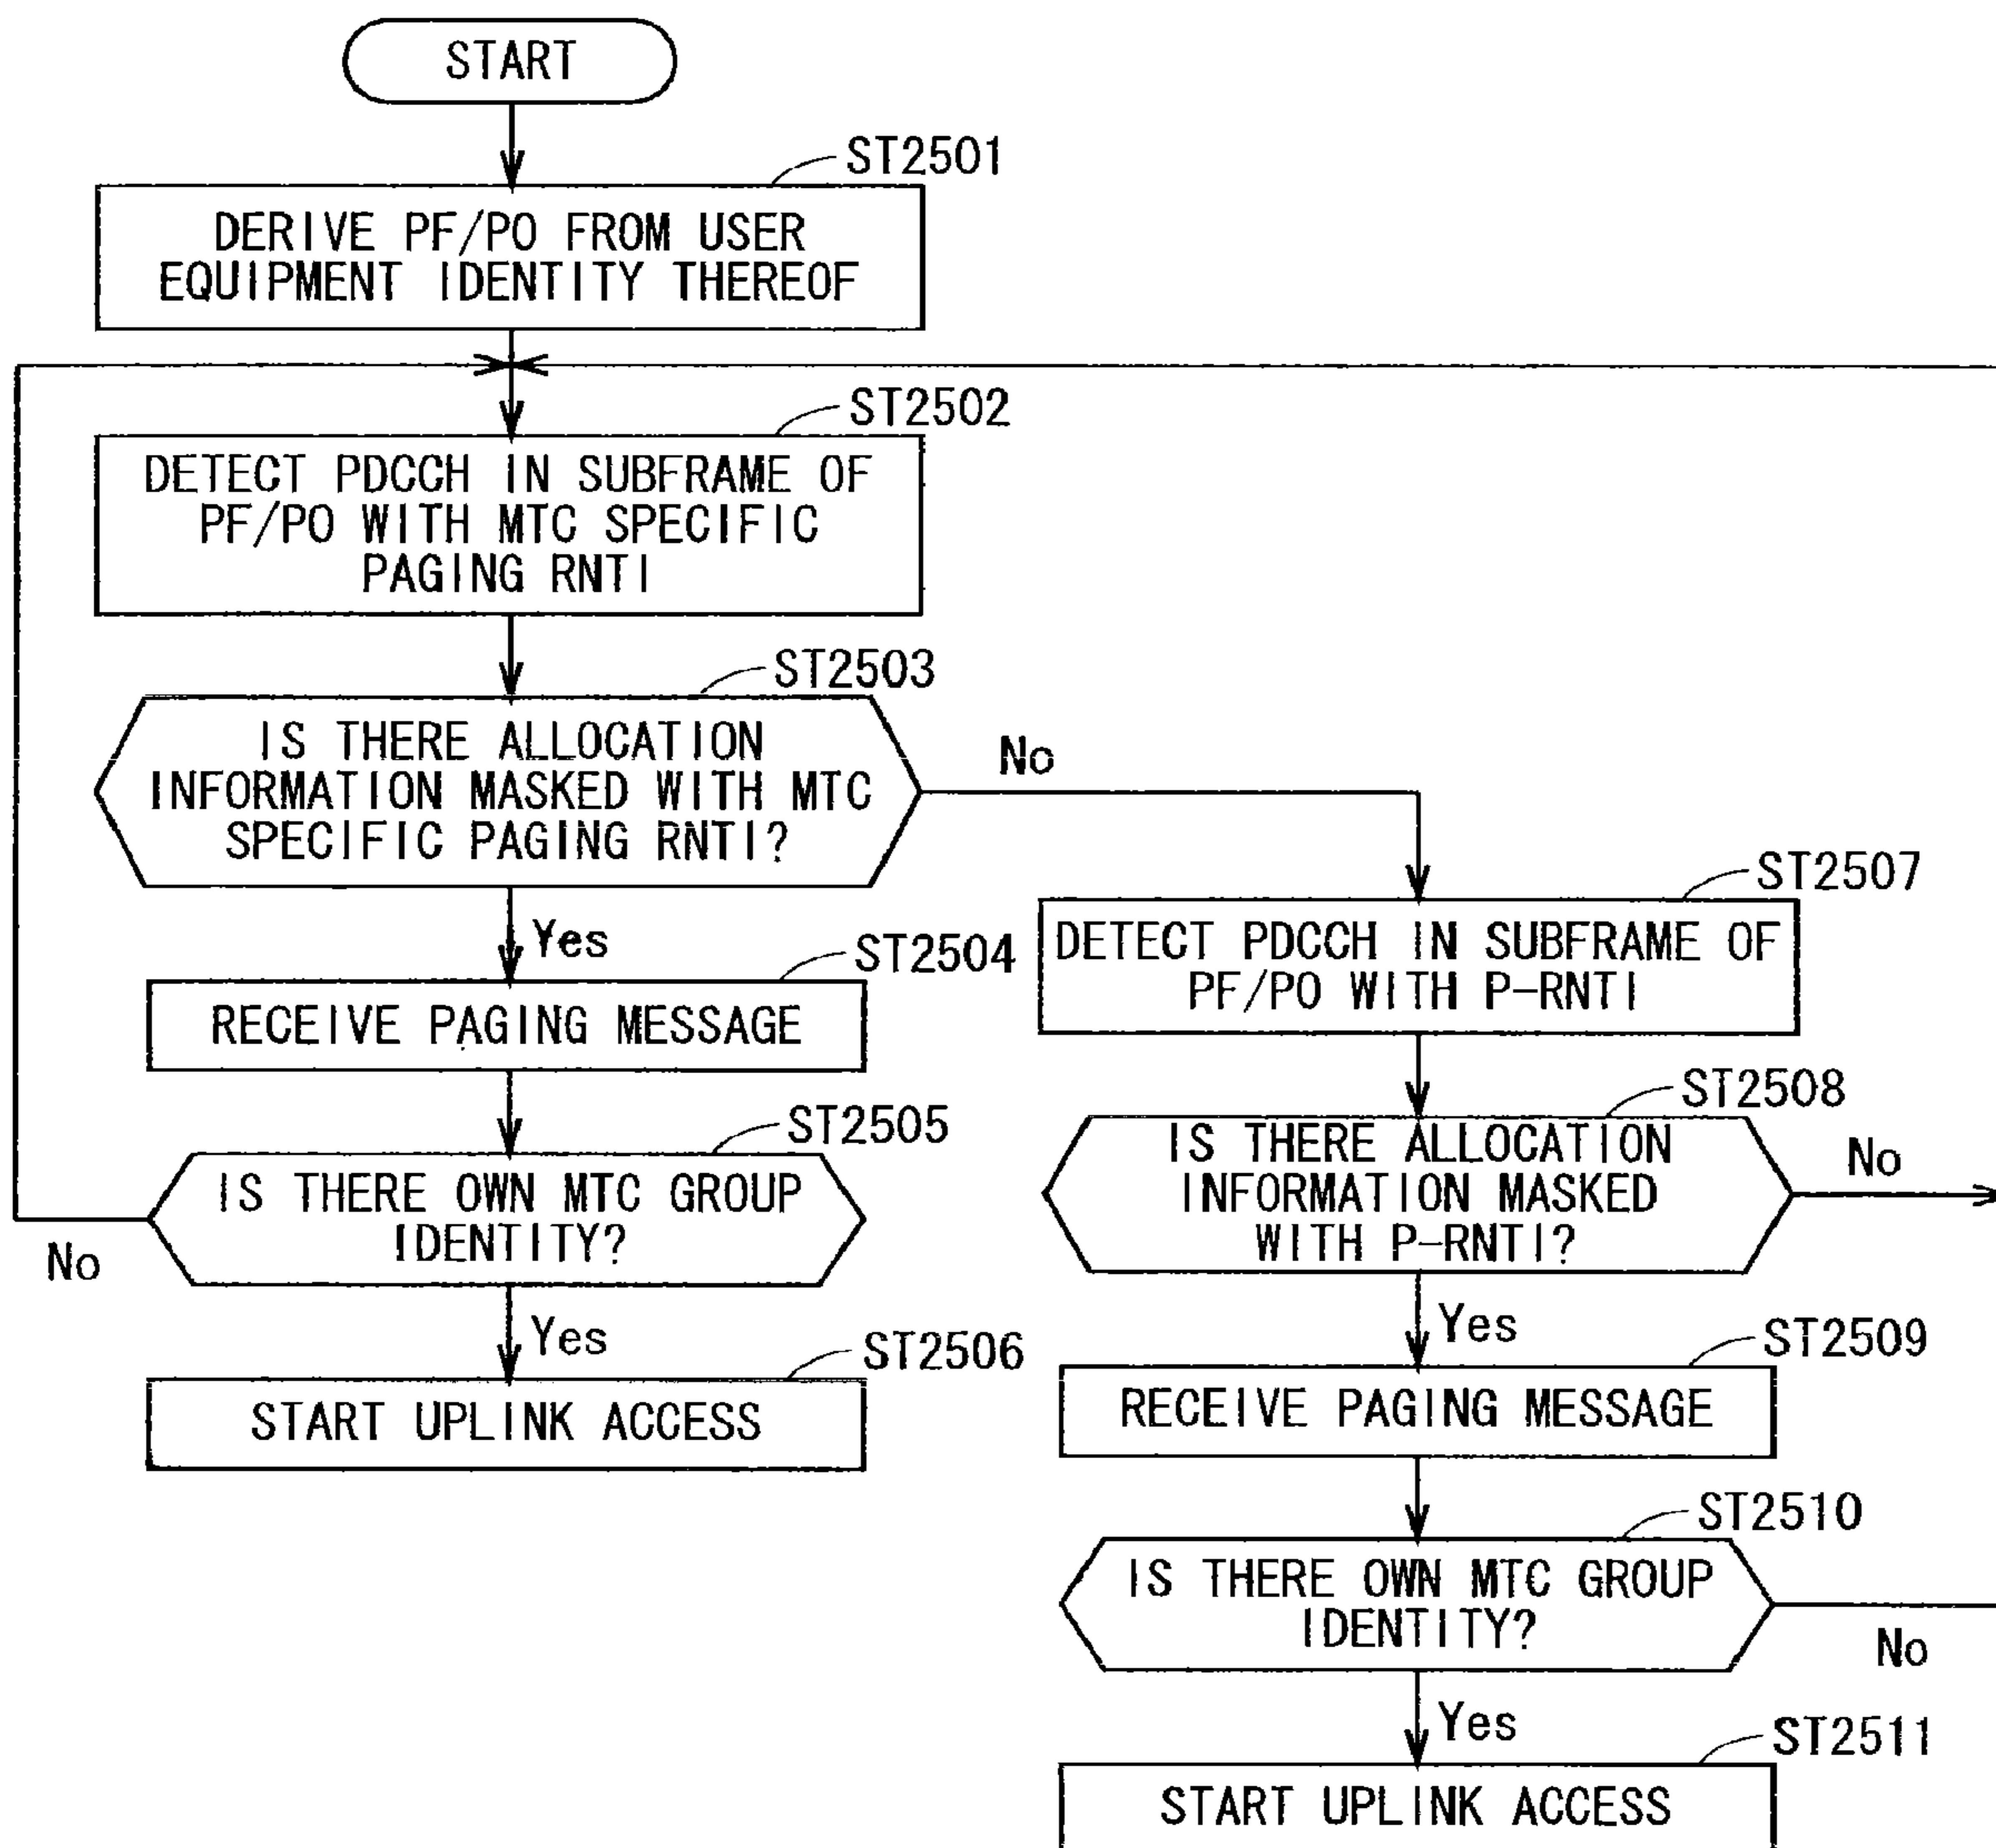 START
ST2501
DERIVE PF/PO FROM USER
EQUIPMENT IDENTITY THEREOF
ST2502
DETECT PDCCH IN SUBFRAME OF
PF/PO WITH MTC SPECIFIC
PAGING RNTI
ST2503
IS THERE ALLOCATION
INFORMATION MASKED WITH MTC
SPECIFIC PAGING RNTI?
No
Yes
ST2504
RECEIVE PAGING MESSAGE
ST2505
IS THERE OWN MTC GROUP
IDENTITY?
No
Yes
ST2506
START UPLINK ACCESS
ST2507
DETECT PDCCH IN SUBFRAME OF
PF/PO WITH P-RNTI
ST2508
IS THERE ALLOCATION
INFORMATION MASKED
WITH P-RNTI?
No
Yes
ST2509
RECEIVE PAGING MESSAGE
ST2510
IS THERE OWN MTC GROUP
IDENTITY?
No
Yes
ST2511
START UPLINK ACCESS